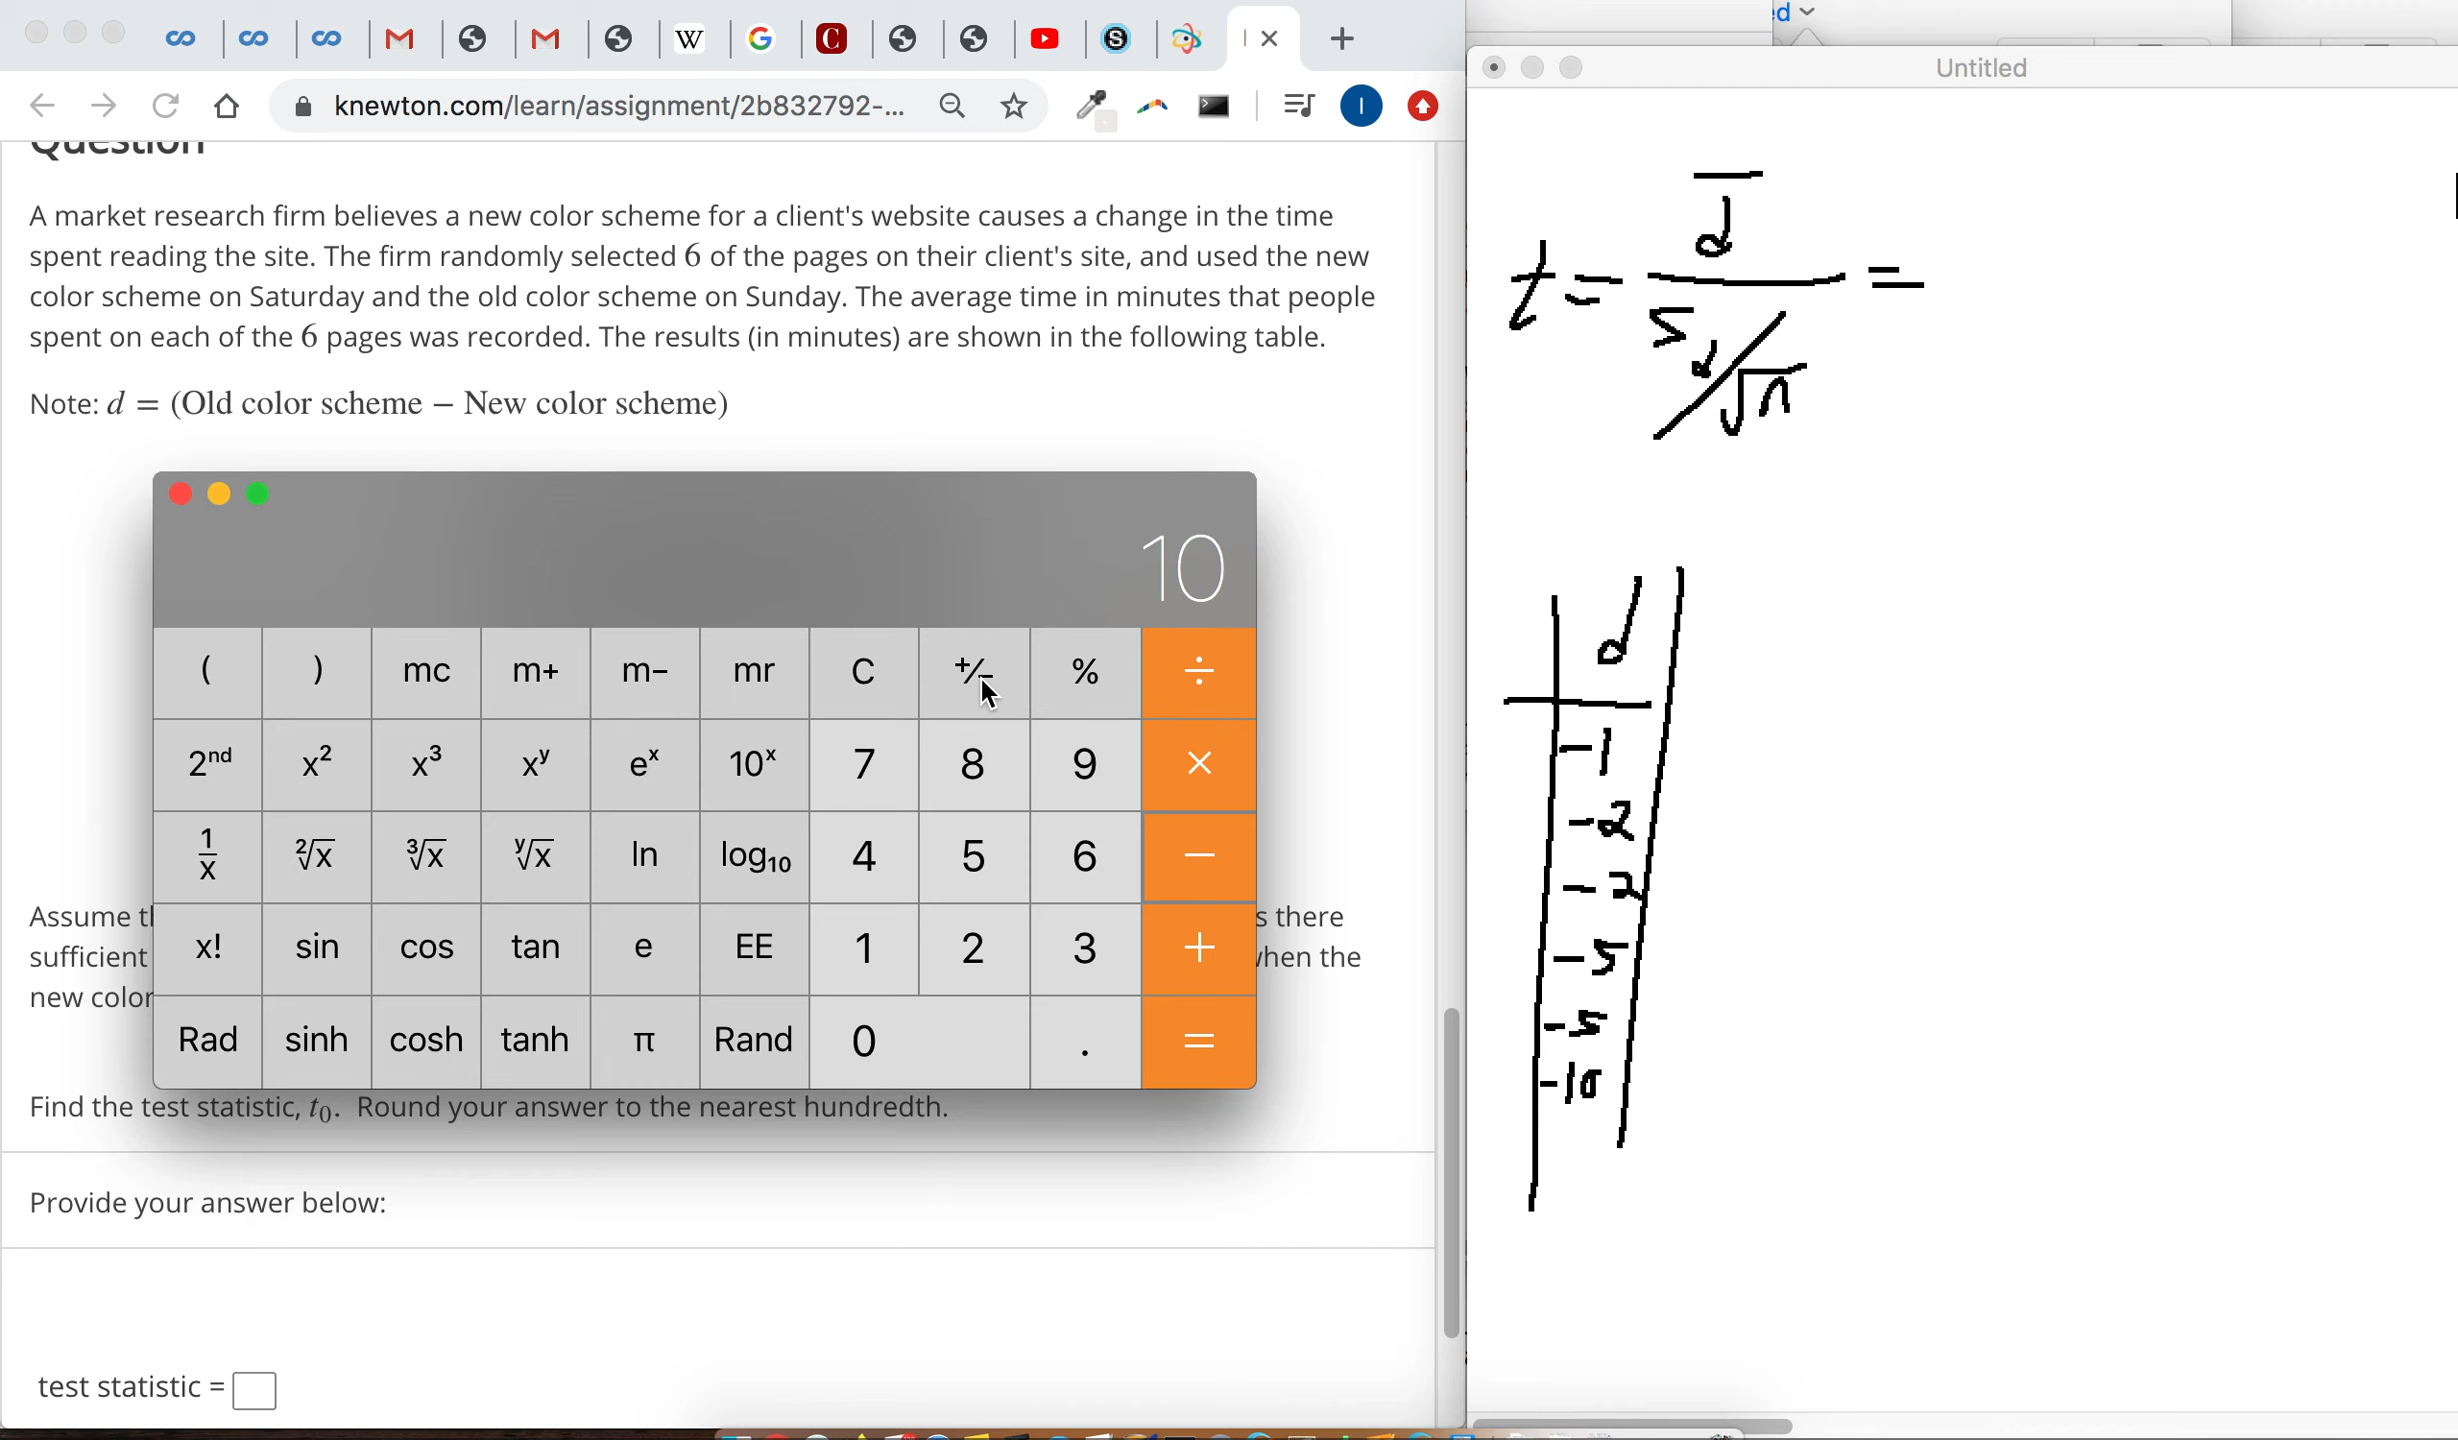 ed
Untitled
knewton.com/learn/assignment/2b832792-...
I
Question
A market research firm believes a new color scheme for a client's website causes a change in the time
spent reading the site. The firm randomly selected 6 of the pages on their client's site, and used the new
color scheme on Saturday and the old color scheme on Sunday. The average time in minutes that people
spent on each of the 6 pages was recorded. The results (in minutes) are shown in the following table.
Note: d = (Old color scheme − New color scheme)
10
( ) mc m+ m- mr C +/- % ÷
2nd x² x³ xʸ eˣ 10ˣ 7 8 9 ×
1/x ²√x ³√x ʸ√x ln log₁₀ 4 5 6 −
x! sin cos tan e EE 1 2 3 +
Rad sinh cosh tanh π Rand 0 . =
Assume
s there
sufficient
when the
new color
Find the test statistic, t₀. Round your answer to the nearest hundredth.
Provide your answer below:
test statistic =
t = d̄ / (S_d/√n) =
d
-1
-2
-2
-5
-5
-10